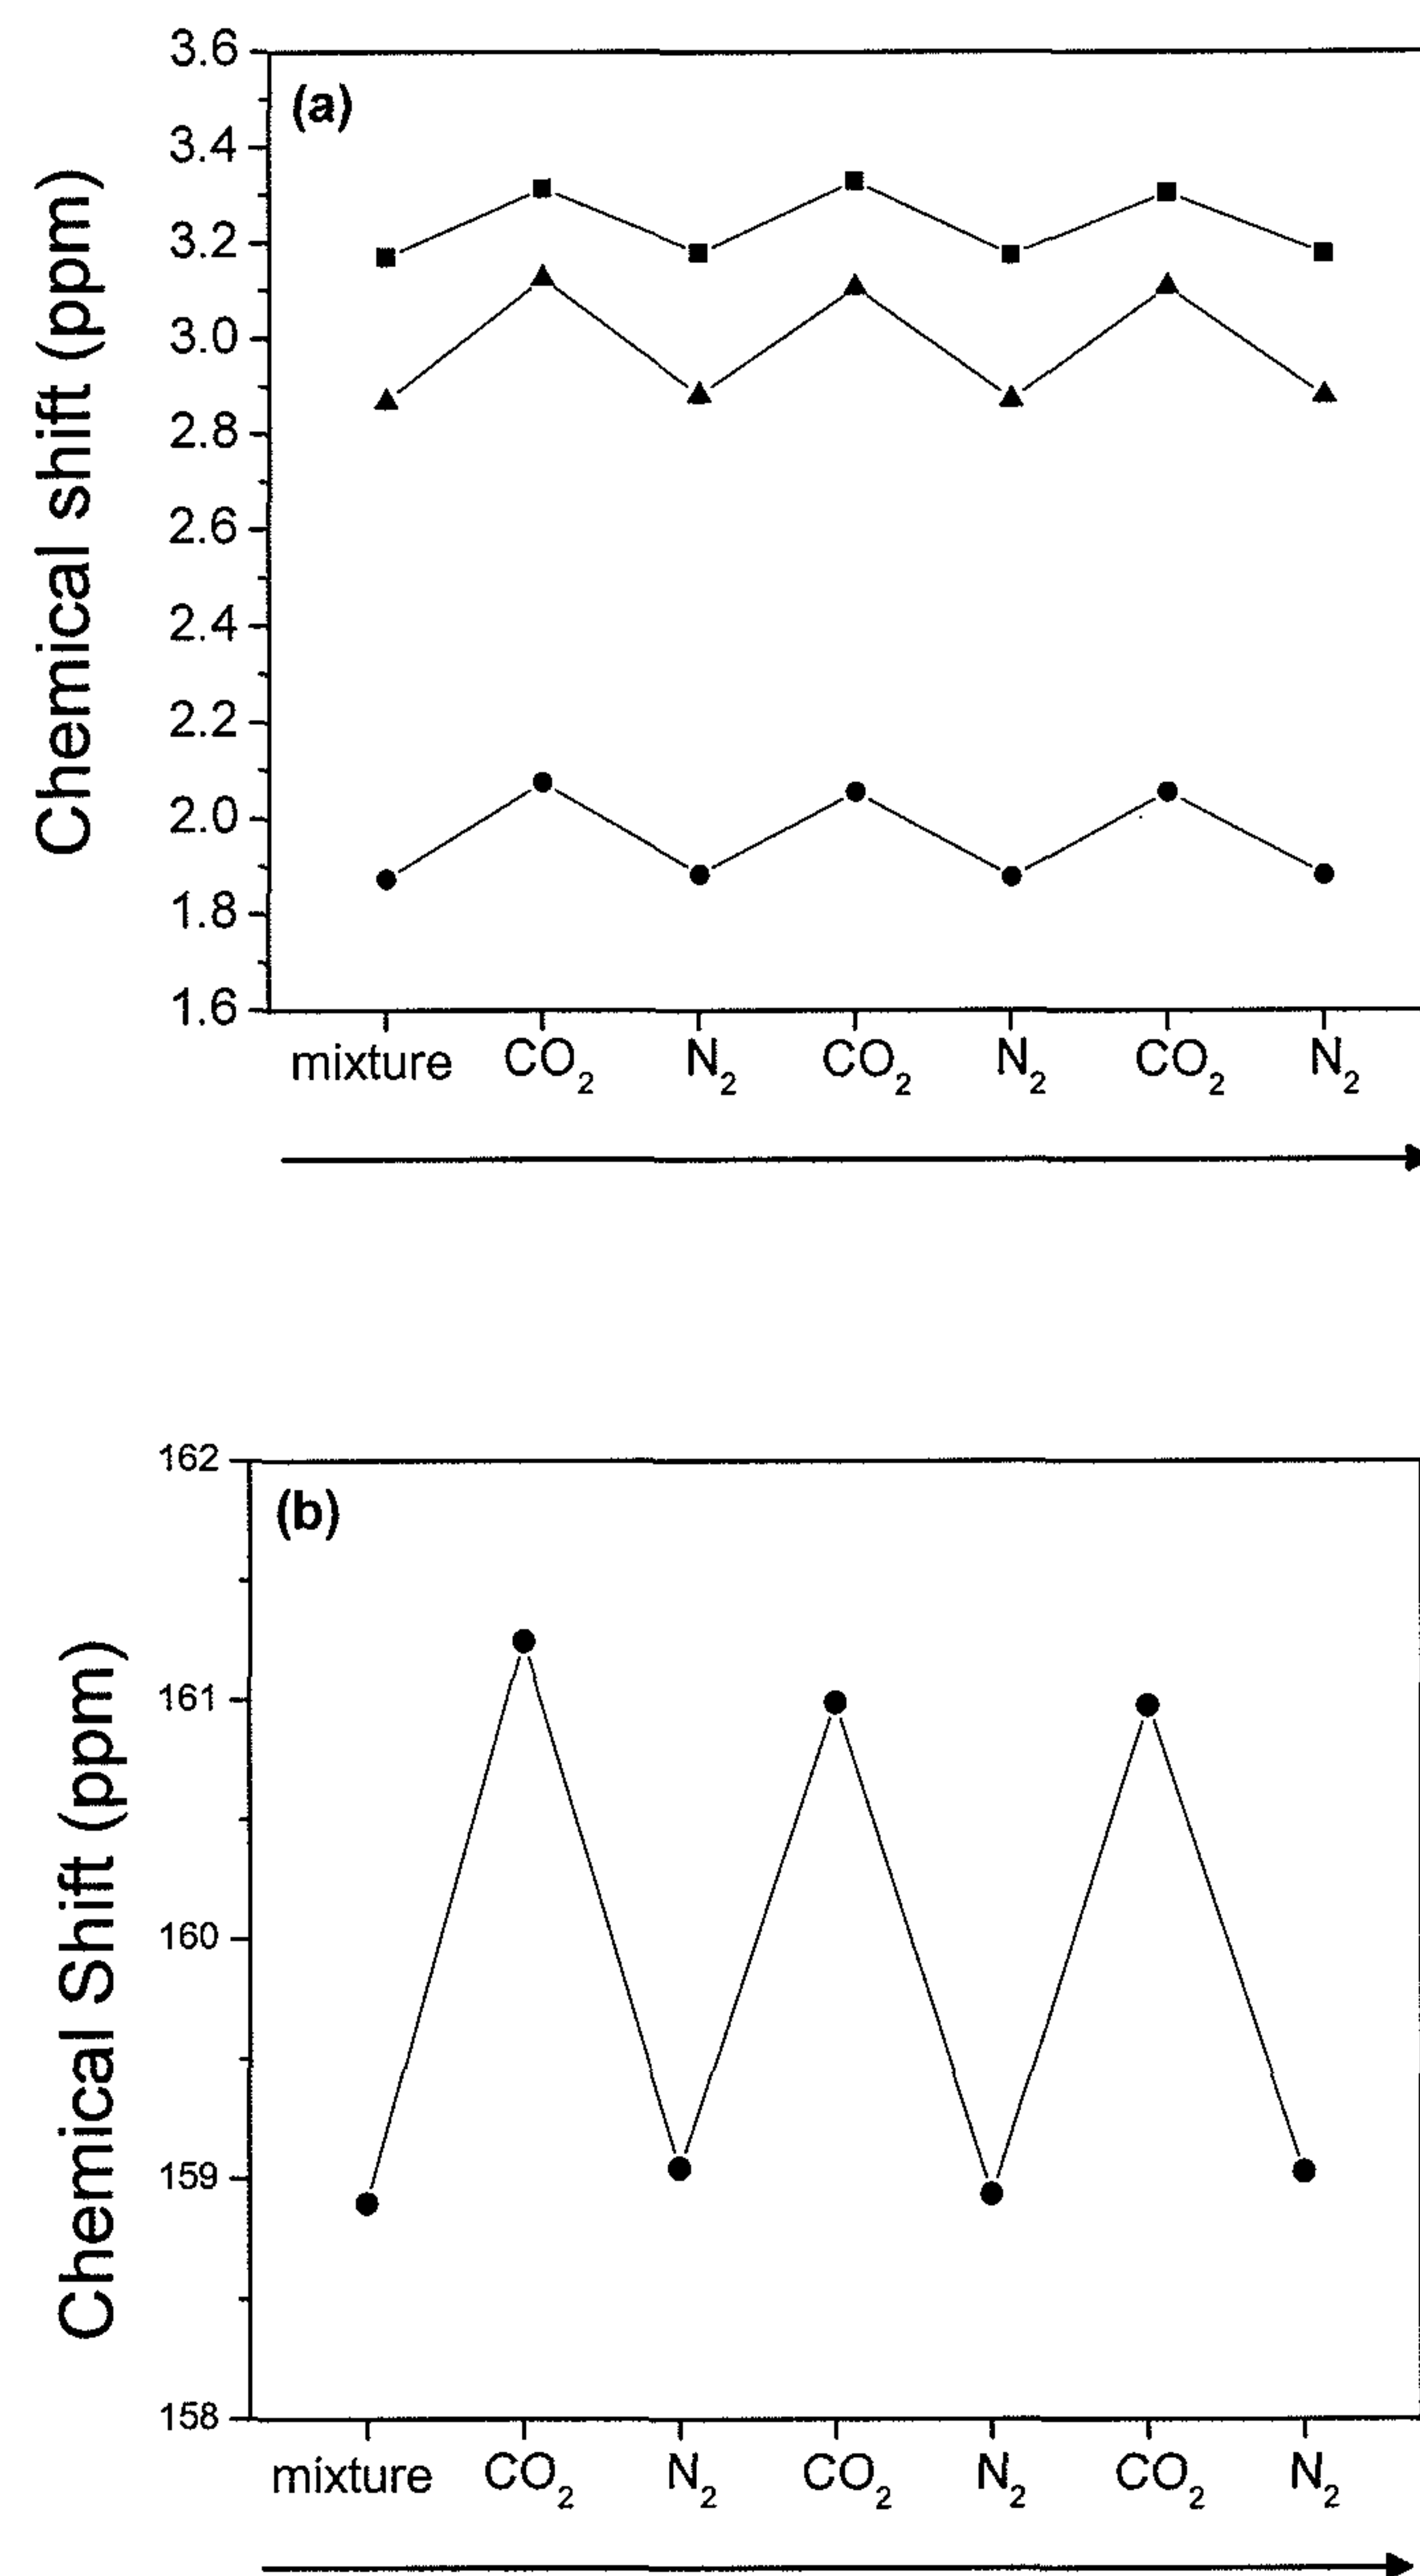 (a)
Chemical shift (ppm)
3.6
3.4
3.2
3.0
2.8
2.6
2.4
2.2
2.0
1.8
1.6
mixture CO2 N2 CO2 N2 CO2 N2
(b)
Chemical Shift (ppm)
162
161
160
159
158
mixture CO2 N2 CO2 N2 CO2 N2